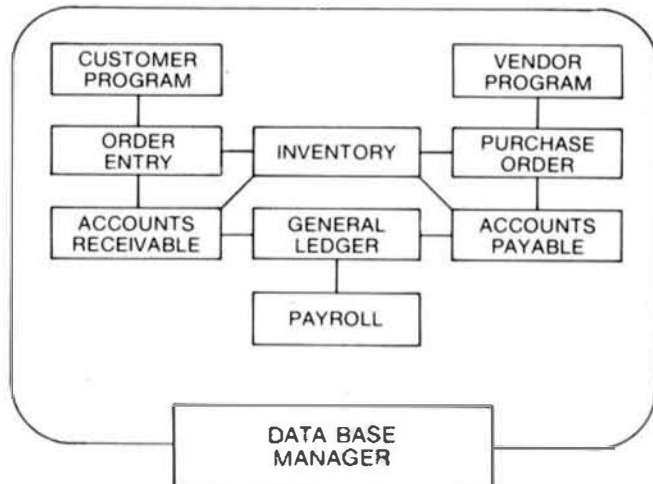 CUSTOMER
PROGRAM
VENDOR
PROGRAM
ORDER
ENTRY
INVENTORY
PURCHASE
ORDER
ACCOUNTS
RECEIVABLE
GENERAL
LEDGER
ACCOUNTS
PAYABLE
PAYROLL
DATA BASE
MANAGER